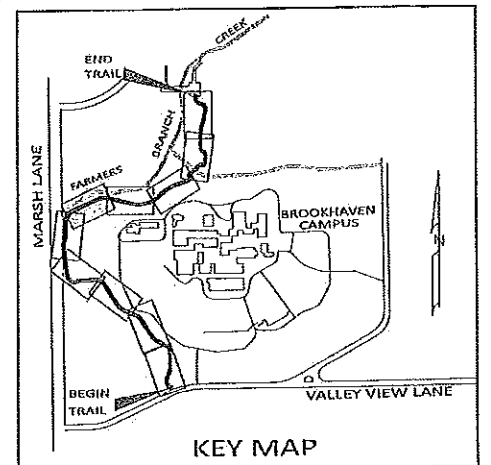 END
TRAIL
CREEK
BRANCH
FARMERS
MARSH LANE
BROOKHAVEN
CAMPUS
N
BEGIN
TRAIL
VALLEY VIEW LANE
KEY MAP